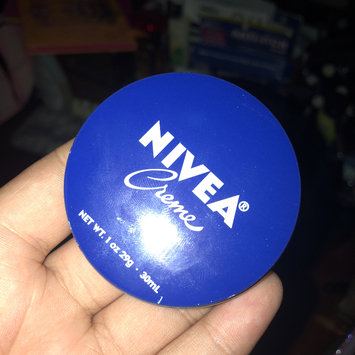 NIVEA®
Creme
NET WT. 1 oz. 29g · 30mL